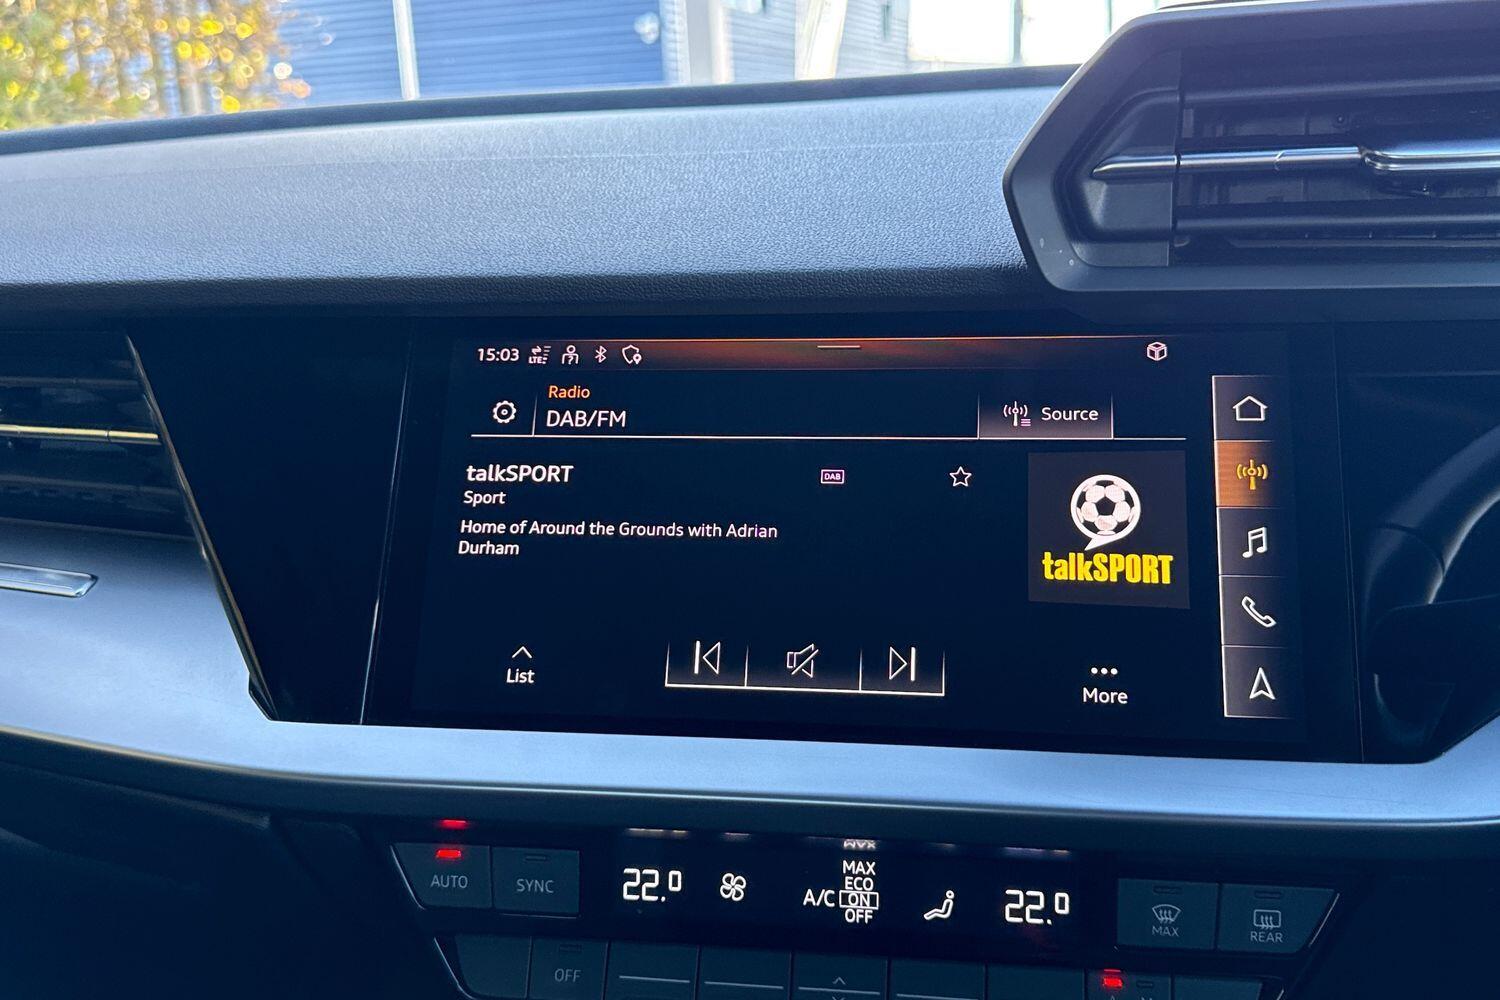 15:03 LTE
Radio
DAB/FM
Source
talkSPORT
DAB
Sport
Home of Around the Grounds with Adrian
Durham
talkSPORT
List
More
AUTO
SYNC
22.0
A/C
MAX
ECO
ON
OFF
22.0
MAX
REAR
OFF